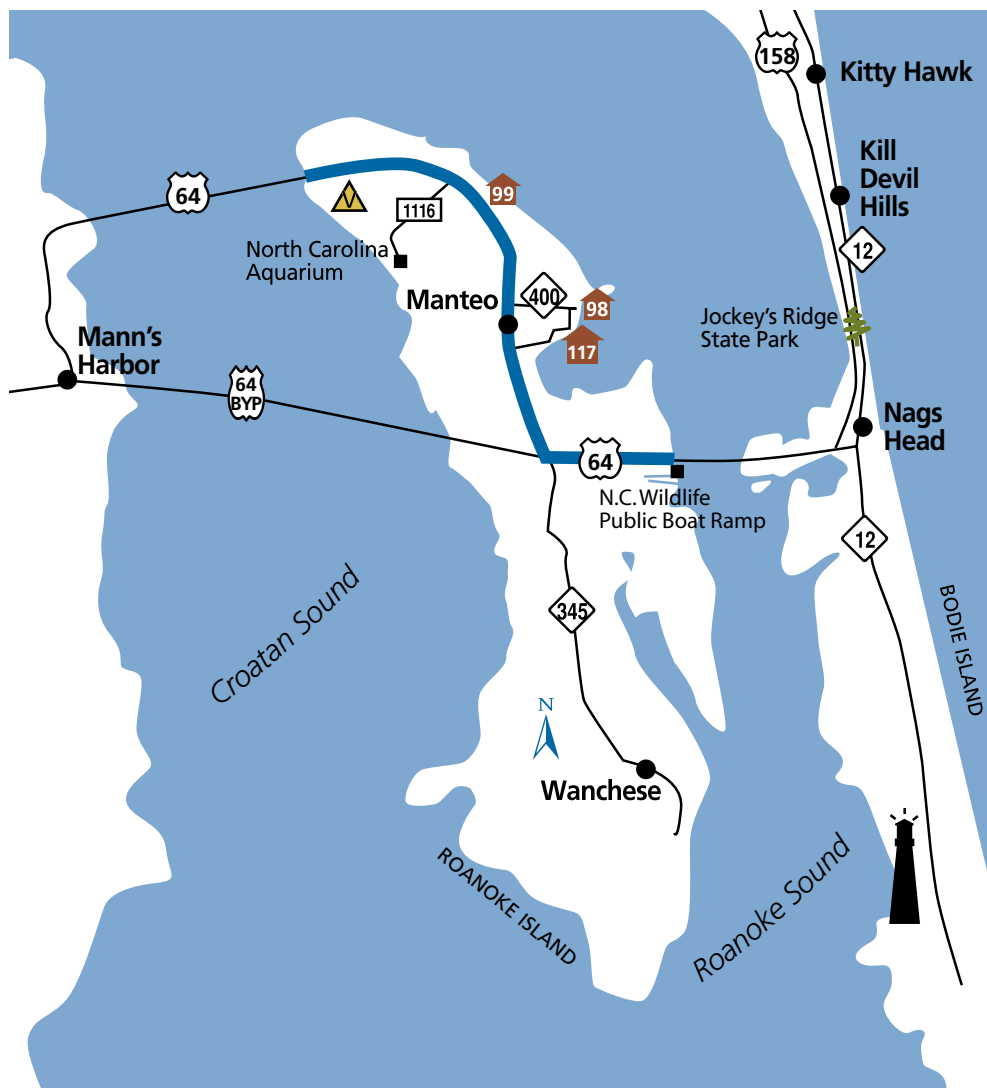 158
Kitty Hawk
Kill
Devil
Hills
64
99
V
1116
12
North Carolina
Aquarium
Manteo
400
98
Jockey's Ridge
State Park
117
Mann's
Harbor
64
BYP
Nags
Head
64
N.C. Wildlife
Public Boat Ramp
12
Croatan Sound
345
BODIE ISLAND
N
Wanchese
ROANOKE ISLAND
Roanoke Sound